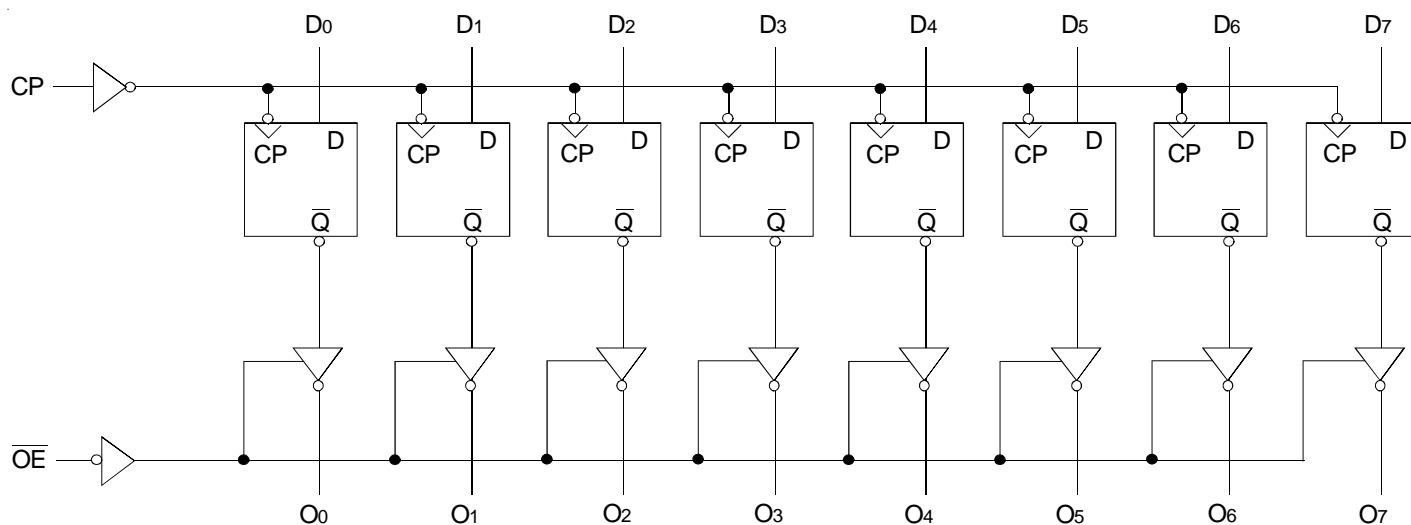 D0 D1 D2 D3 D4 D5 D6 D7
CP
CP D CP D CP D CP D CP D CP D CP D CP D
Q̅ Q̅ Q̅ Q̅ Q̅ Q̅ Q̅ Q̅
O̅E̅
O0 O1 O2 O3 O4 O5 O6 O7